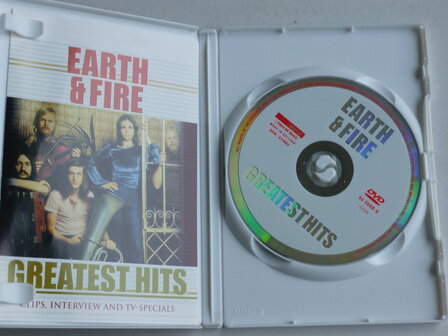 EARTH
& FIRE
GREATEST HITS
CLIPS, INTERVIEW AND TV-SPECIALS
EARTH
& FIRE
GREATEST HITS
DVD